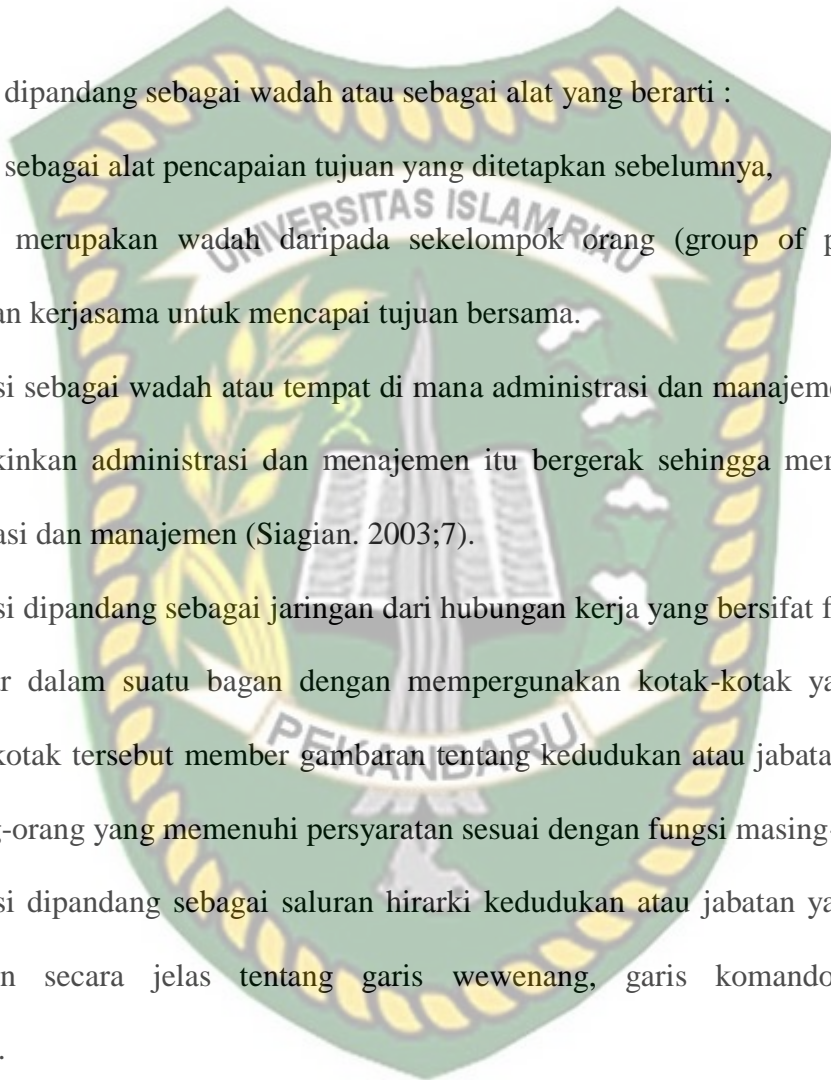 dipandang sebagai wadah atau sebagai alat yang berarti :
sebagai alat pencapaian tujuan yang ditetapkan sebelumnya,
UNIVERSITAS ISLAM RIAU
merupakan wadah daripada sekelompok orang (group of p
an kerjasama untuk mencapai tujuan bersama.
si sebagai wadah atau tempat di mana administrasi dan manajeme
kinkan administrasi dan menajemen itu bergerak sehingga mem
asi dan manajemen (Siagian. 2003;7).
si dipandang sebagai jaringan dari hubungan kerja yang bersifat f
r dalam suatu bagan dengan mempergunakan kotak-kotak ya
kotak tersebut member gambaran tentang kedudukan atau jabata
PEKANBARU
g-orang yang memenuhi persyaratan sesuai dengan fungsi masing-
si dipandang sebagai saluran hirarki kedudukan atau jabatan ya
n secara jelas tentang garis wewenang, garis komando
.